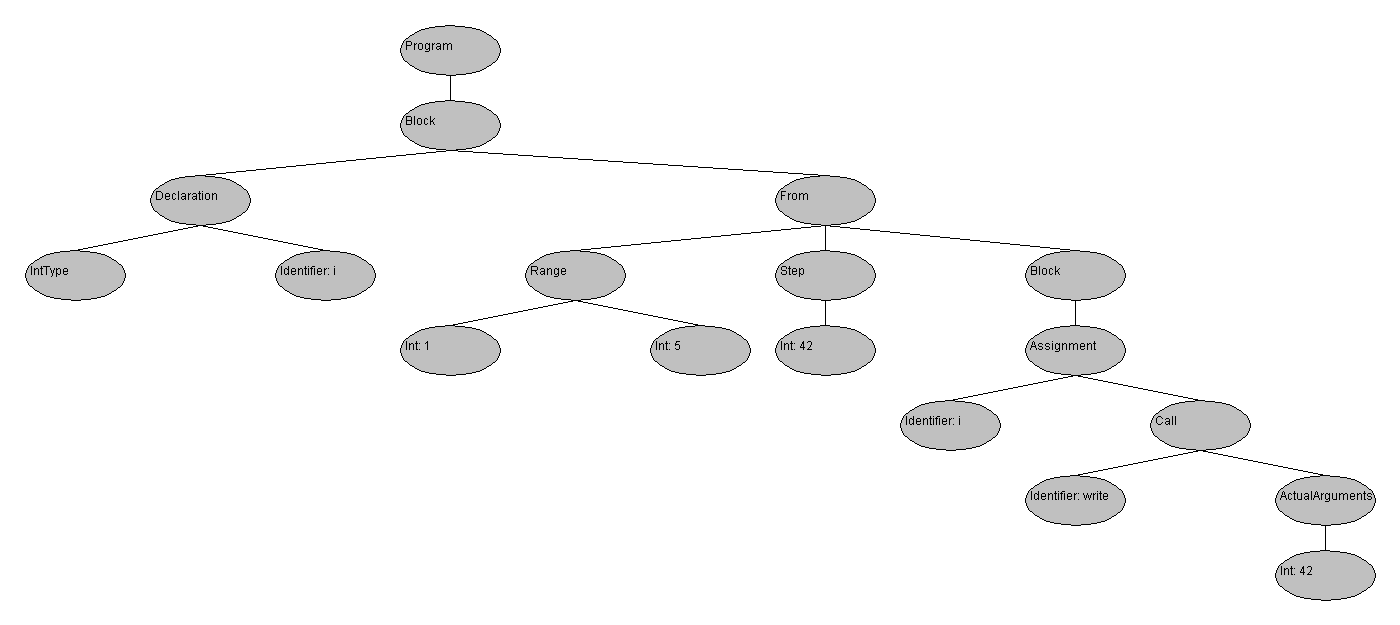 Program
Block
Declaration
From
IntType
Identifier: i
Range
Step
Block
Int: 1
Int: 5
Int: 42
Assignment
Identifier: i
Call
Identifier: write
ActualArguments
Int: 42